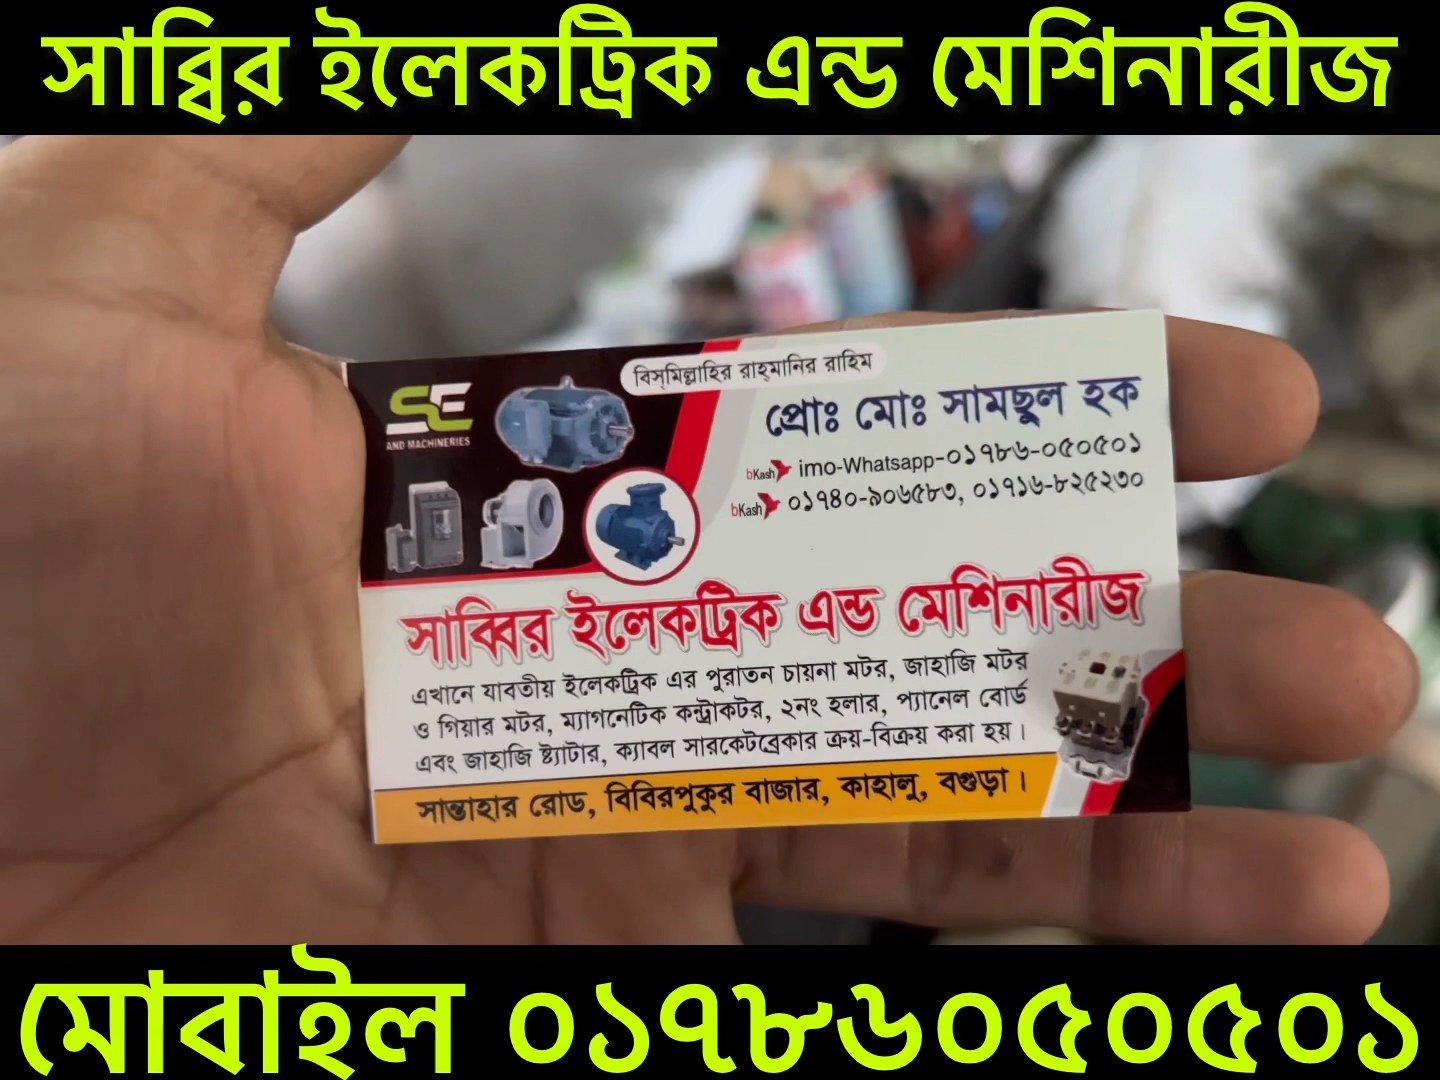 সাব্বির ইলেকট্রিক এন্ড মেশিনারীজ
বিস্‌মিল্লাহির রাহ্‌মানির রাহিম
SE
AND MACHINERIES
প্রোঃ মোঃ সামছুল হক
bKash imo-Whatsapp-০১৭৮৬-০৫০৫০১
bKash ০১৭৪০-৯০৬৫৮৩, ০১৭১৬-৮২৫২৩০
সাব্বির ইলেকট্রিক এন্ড মেশিনারীজ
এখানে যাবতীয় ইলেকট্রিক এর পুরাতন চায়না মটর, জাহাজি মটর
ও গিয়ার মটর, ম্যাগনেটিক কন্ট্রাকটর, ২নং হলার, প্যানেল বোর্ড
এবং জাহাজি ষ্ট্যাটার, ক্যাবল সারকেটব্রেকার ক্রয়-বিক্রয় করা হয়।
সান্তাহার রোড, বিবিরপুকুর বাজার, কাহালু, বগুড়া।
মোবাইল ০১৭৮৬০৫০৫০১